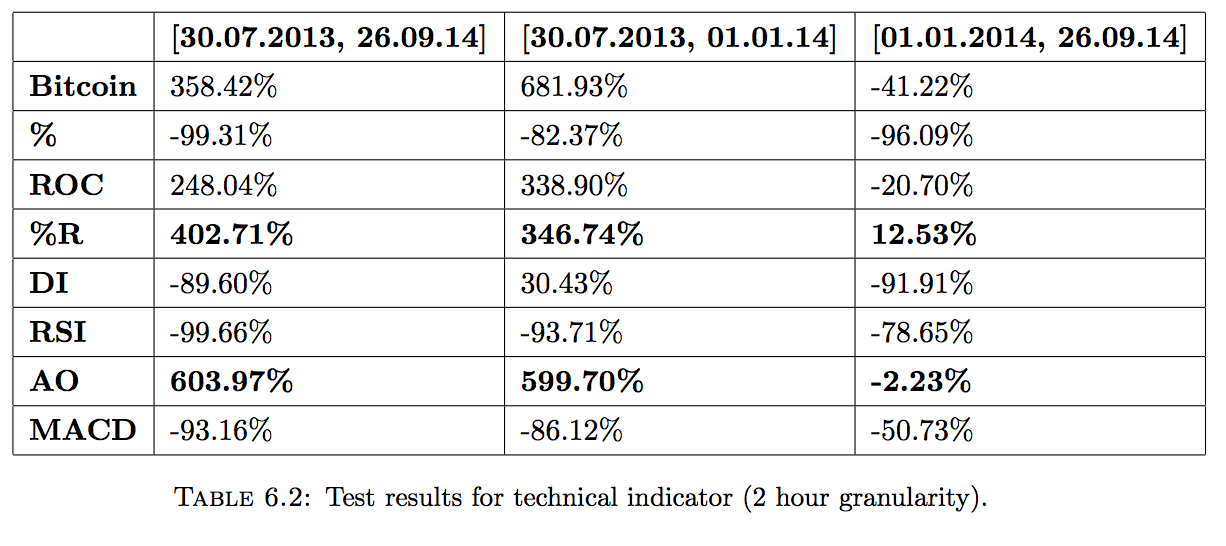 [30.07.2013, 26.09.14] [30.07.2013, 01.01.14] [01.01.2014, 26.09.14]
Bitcoin 358.42% 681.93% -41.22%
% -99.31% -82.37% -96.09%
ROC 248.04% 338.90% -20.70%
%R 402.71% 346.74% 12.53%
DI -89.60% 30.43% -91.91%
RSI -99.66% -93.71% -78.65%
AO 603.97% 599.70% -2.23%
MACD -93.16% -86.12% -50.73%
TABLE 6.2: Test results for technical indicator (2 hour granularity).